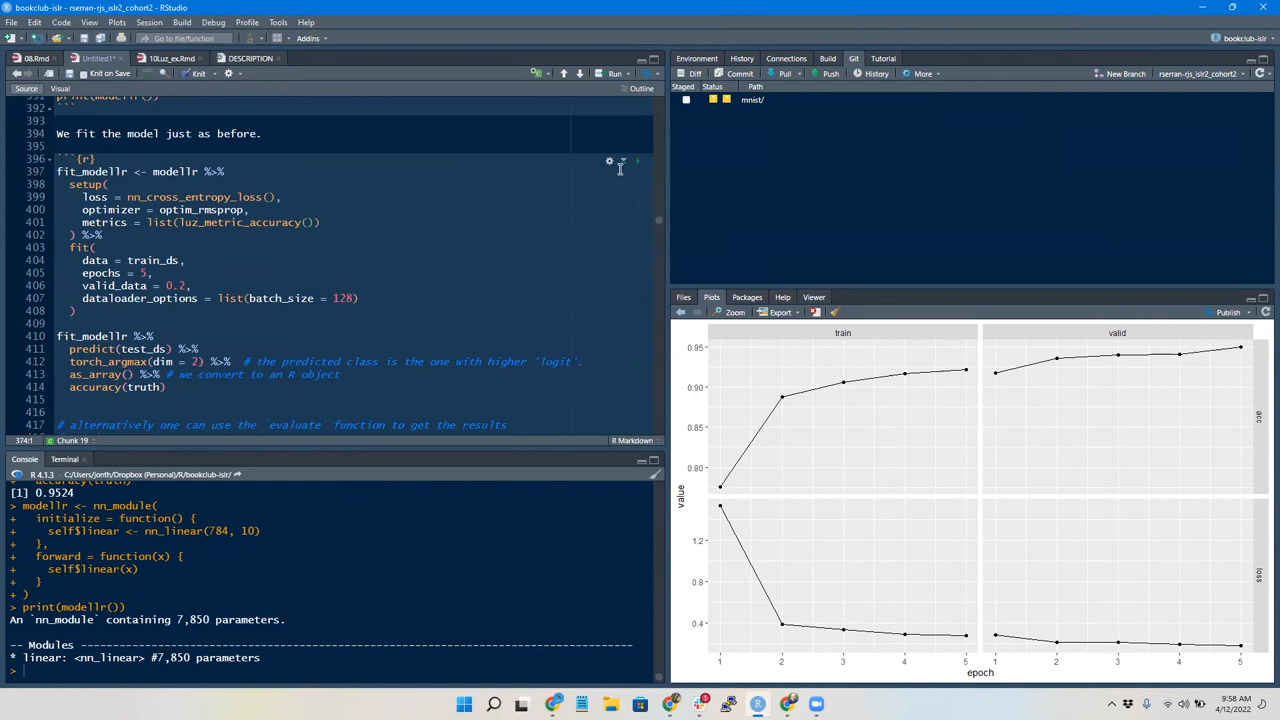 bookclub-islr - rserran-rjs_islr2_cohort2 - RStudio
File Edit Code View Plots Session Build Debug Profile Tools Help
Go to file/function Addins bookclub-islr
08.Rmd Untitled1* 10Luz_ex.Rmd DESCRIPTION
Knit on Save Knit Run
Source Visual Outline
391 print(modellr())
392 ```
393
394 We fit the model just as before.
395
396 ```{r}
397 fit_modellr <- modellr %>%
398 setup(
399 loss = nn_cross_entropy_loss(),
400 optimizer = optim_rmsprop,
401 metrics = list(luz_metric_accuracy())
402 ) %>%
403 fit(
404 data = train_ds,
405 epochs = 5,
406 valid_data = 0.2,
407 dataloader_options = list(batch_size = 128)
408 )
409
410 fit_modellr %>%
411 predict(test_ds) %>%
412 torch_argmax(dim = 2) %>% # the predicted class is the one with higher 'logit'.
413 as_array() %>% # we convert to an R object
414 accuracy(truth)
415
416
417 # alternatively one can use the `evaluate` function to get the results
374:1 Chunk 19 R Markdown
Console Terminal
R 4.1.3 · C:/Users/jonth/Dropbox (Personal)/R/bookclub-islr/
+ accuracy(truth)
[1] 0.9524
> modellr <- nn_module(
+ initialize = function() {
+ self$linear <- nn_linear(784, 10)
+ },
+ forward = function(x) {
+ self$linear(x)
+ }
+ )
> print(modellr())
An `nn_module` containing 7,850 parameters.
-- Modules
* linear: <nn_linear> #7,850 parameters
>
Environment History Connections Build Git Tutorial
Diff Commit Pull Push History More New Branch rserran-rjs_islr2_cohort2
Staged Status Path
mnist/
Files Plots Packages Help Viewer
Zoom Export Publish
train valid
0.95
0.90
0.85
0.80
acc
value
1.2
0.8
0.4
loss
1 2 3 4 5 1 2 3 4 5
epoch
1
9:58 AM
4/12/2022